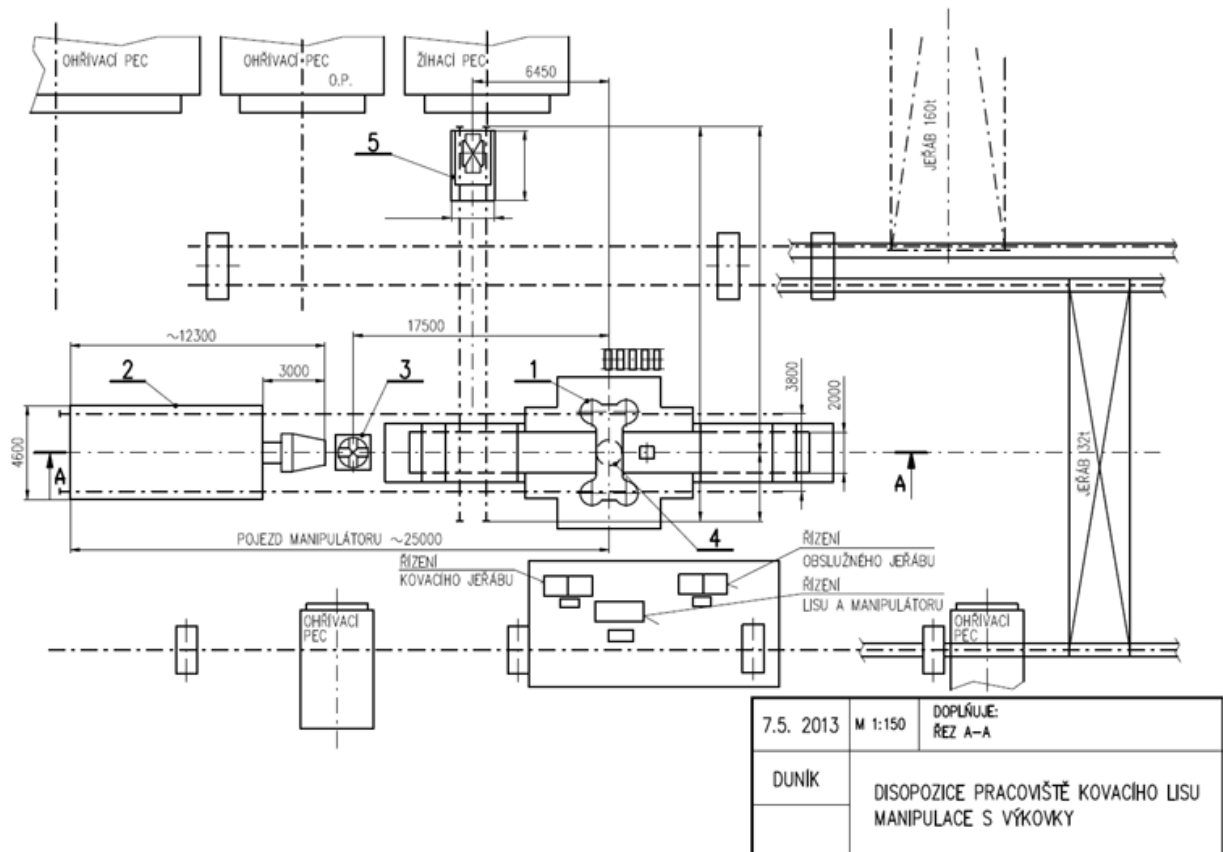 OHŘÍVACÍ PEC
OHŘÍVACÍ PEC
O.P.
ŽÍHACÍ PEC
6450
JEŘÁB 160t
5
17500
~12300
3000
2
3
1
3800
2000
4600
A
A
JEŘÁB 32t
4
POJEZD MANIPULÁTORU ~25000
ŘÍZENÍ
KOVACÍHO JEŘÁBU
ŘÍZENÍ
OBSLUŽNÉHO JEŘÁBU
ŘÍZENÍ
LISU A MANIPULÁTORU
OHŘÍVACÍ
PEC
OHŘÍVACÍ
PEC
7.5. 2013
M 1:150
DOPLŇUJE:
ŘEZ A-A
DUNÍK
DISOPOZICE PRACOVIŠTĚ KOVACÍHO LISU
MANIPULACE S VÝKOVKY